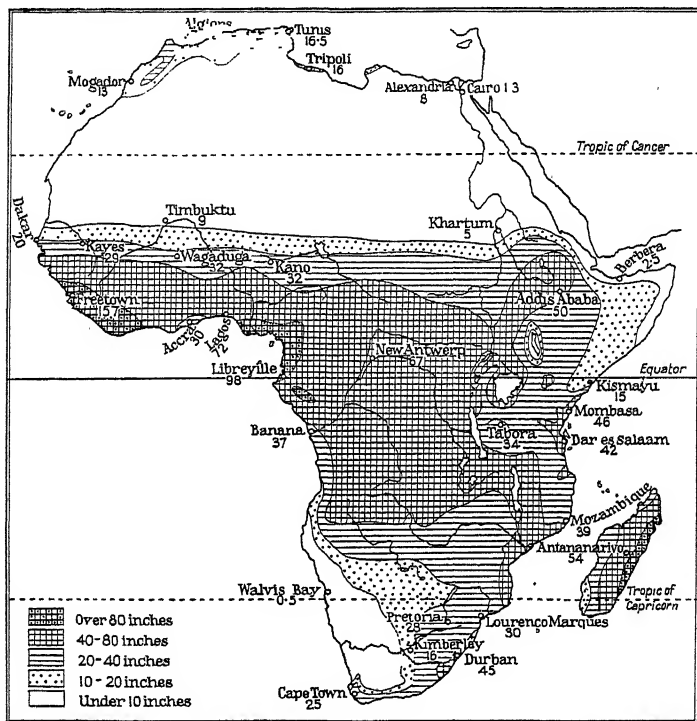 Algiers
Tunis
16·5
Tripoli
16
Mogador
13
Alexandria
8
Cairo 1 3
Tropic of Cancer
Timbuktu
9
Khartum
5
Dakar
20
Kayes
29
Wagaduga
32
Kano
32
Berbera
2·5
Addis Ababa
50
Freetown
157
Accra
30
Lagos
72
New Antwerp
67
Libreville
98
Equator
Kismayu
15
Mombasa
46
Banana
37
Tabora
34
Dar es Salaam
42
Mozambique
39
Antananarivo
54
Walvis Bay
0·5
Tropic of
Capricorn
Pretoria
28
Lourenco Marques
30
Kimberley
16
Durban
45
Cape Town
25
Over 80 inches
40-80 inches
20-40 inches
10-20 inches
Under 10 inches